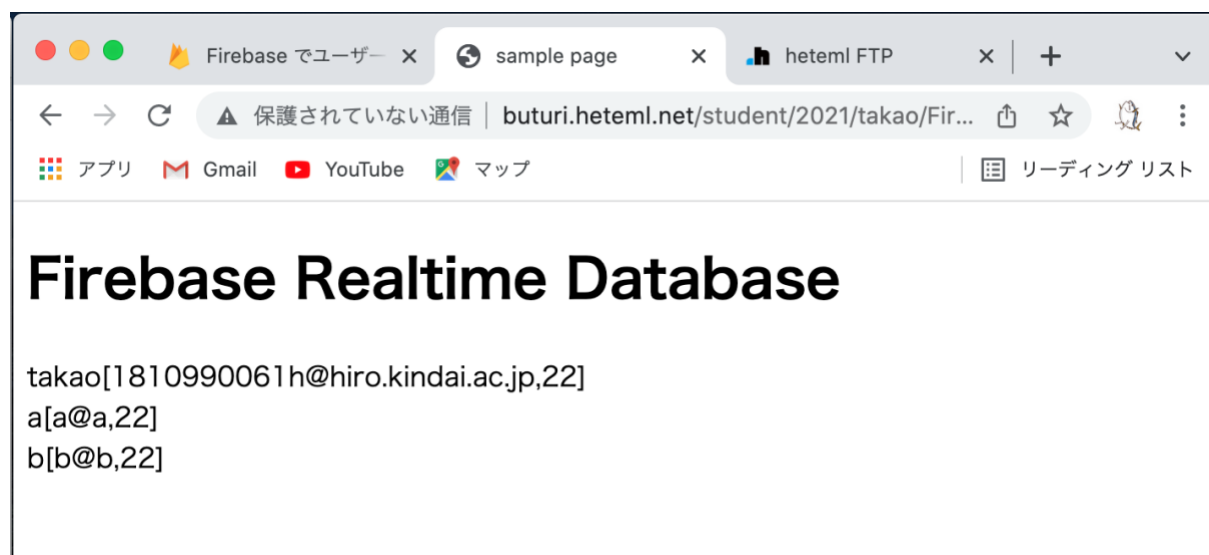 Firebase でユーザー
sample page
heteml FTP
保護されていない通信 | buturi.heteml.net/student/2021/takao/Fir...
アプリ
Gmail
YouTube
マップ
リーディング リスト
Firebase Realtime Database
takao[1810990061h@hiro.kindai.ac.jp,22]
a[a@a,22]
b[b@b,22]